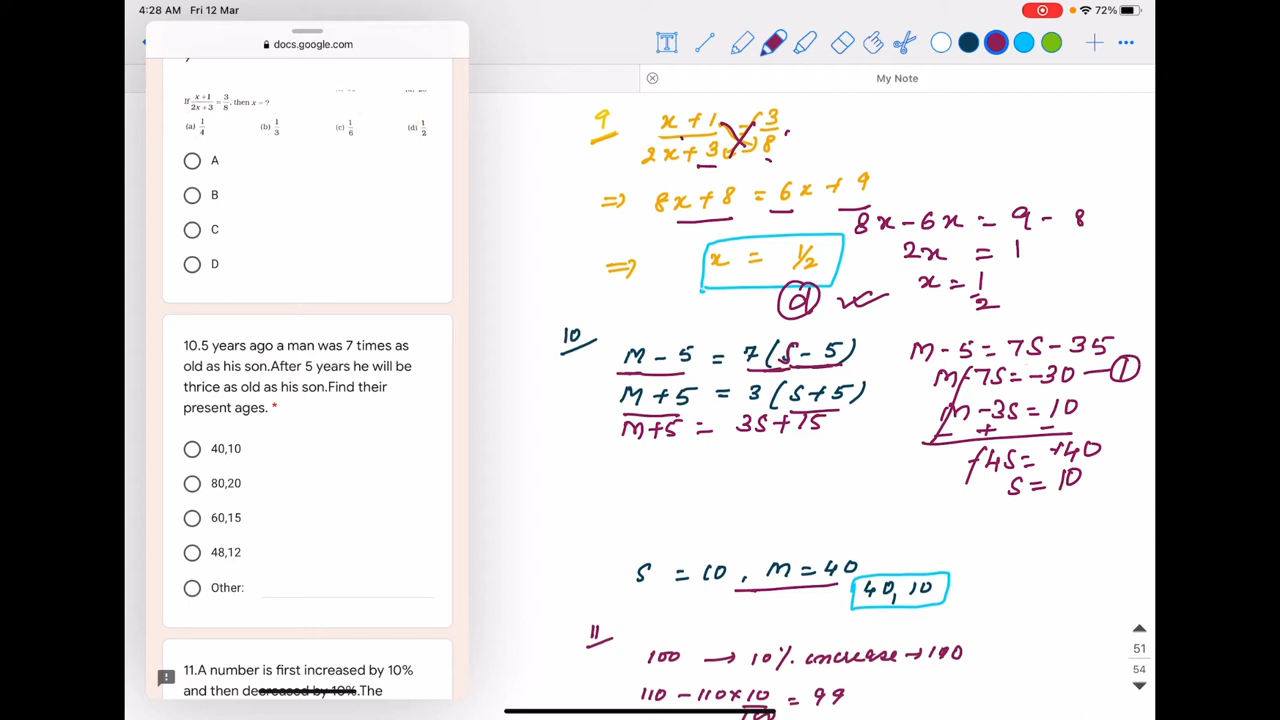 4:28 AM Fri 12 Mar
72%
docs.google.com
If x+1/2x+3 = 3/8, then x = ?
(a) 1/4 (b) 1/3 (c) 1/6 (d) 1/2
A
B
C
D
10.5 years ago a man was 7 times as
old as his son.After 5 years he will be
thrice as old as his son.Find their
present ages. *
40,10
80,20
60,15
48,12
Other:
11.A number is first increased by 10%
and then decreased by 10%.The
T
My Note
9
x + 1/2x + 3 = 3/8
⇒ 8x + 8 = 6x + 9
8x - 6x = 9 - 8
2x = 1
x = 1/2
⇒ x = 1/2
d
10
M - 5 = 7(S - 5)
M + 5 = 3(S + 5)
M + 5 = 3S + 15
M - 5 = 7S - 35
M - 7S = -30 — 1
M - 3S = 10
- + -
-4S = -40
S = 10
S = 10, M = 40
40, 10
11
100 → 10% increase → 110
110 - 110 × 10/100 = 99
51
54